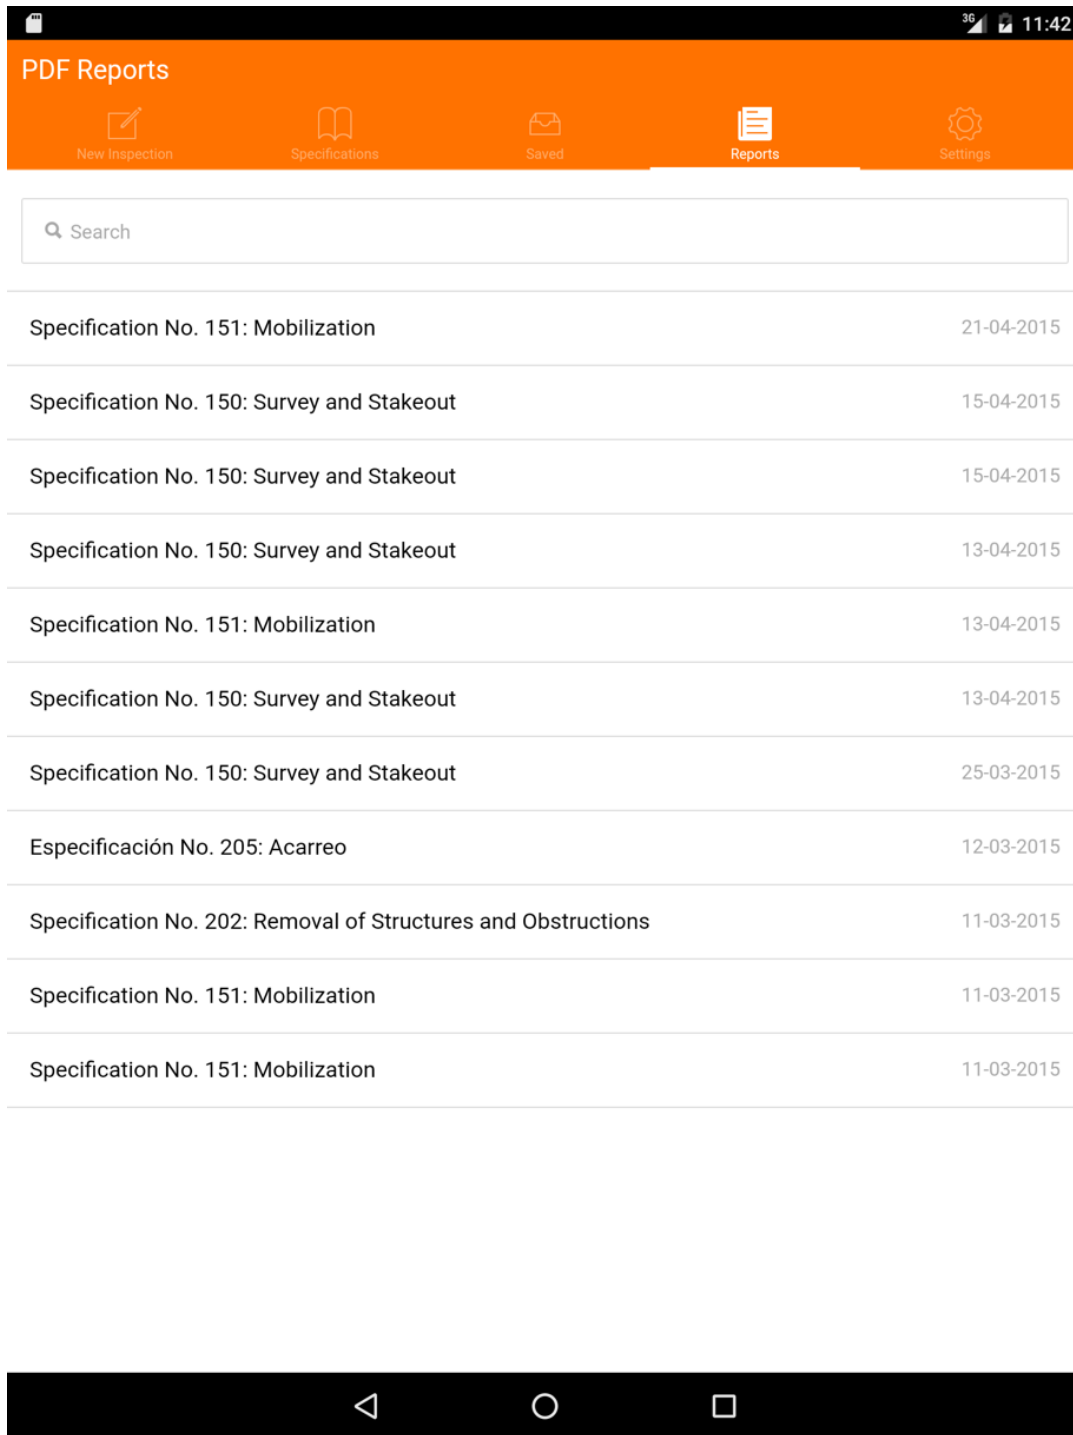 3G 11:42
PDF Reports
New Inspection Specifications Saved Reports Settings
Search
Specification No. 151: Mobilization 21-04-2015
Specification No. 150: Survey and Stakeout 15-04-2015
Specification No. 150: Survey and Stakeout 15-04-2015
Specification No. 150: Survey and Stakeout 13-04-2015
Specification No. 151: Mobilization 13-04-2015
Specification No. 150: Survey and Stakeout 13-04-2015
Specification No. 150: Survey and Stakeout 25-03-2015
Especificación No. 205: Acarreo 12-03-2015
Specification No. 202: Removal of Structures and Obstructions 11-03-2015
Specification No. 151: Mobilization 11-03-2015
Specification No. 151: Mobilization 11-03-2015